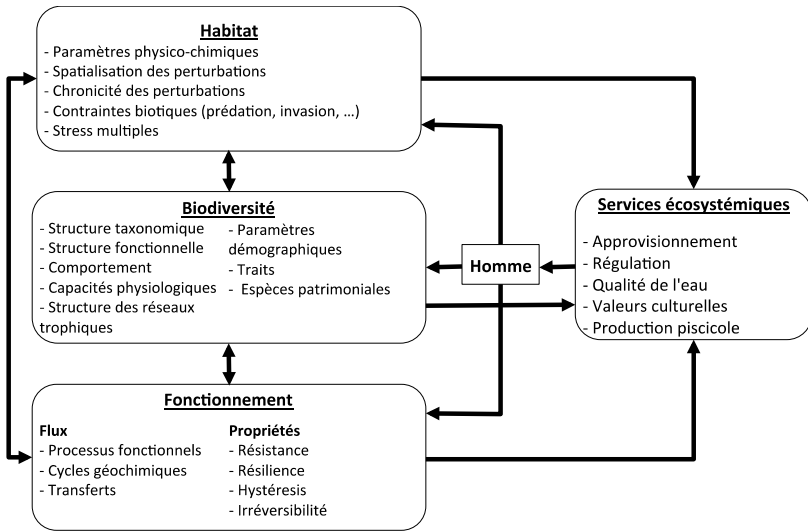 Habitat
- Paramètres physico-chimiques
- Spatialisation des perturbations
- Chronicité des perturbations
- Contraintes biotiques (prédation, invasion, ...)
- Stress multiples
Biodiversité
- Structure taxonomique
- Structure fonctionnelle
- Comportement
- Capacités physiologiques
- Structure des réseaux
trophiques
- Paramètres
démographiques
- Traits
- Espèces patrimoniales
Homme
Services écosystémiques
- Approvisionnement
- Régulation
- Qualité de l'eau
- Valeurs culturelles
- Production piscicole
Fonctionnement
Flux
- Processus fonctionnels
- Cycles géochimiques
- Transferts
Propriétés
- Résistance
- Résilience
- Hystéresis
- Irréversibilité